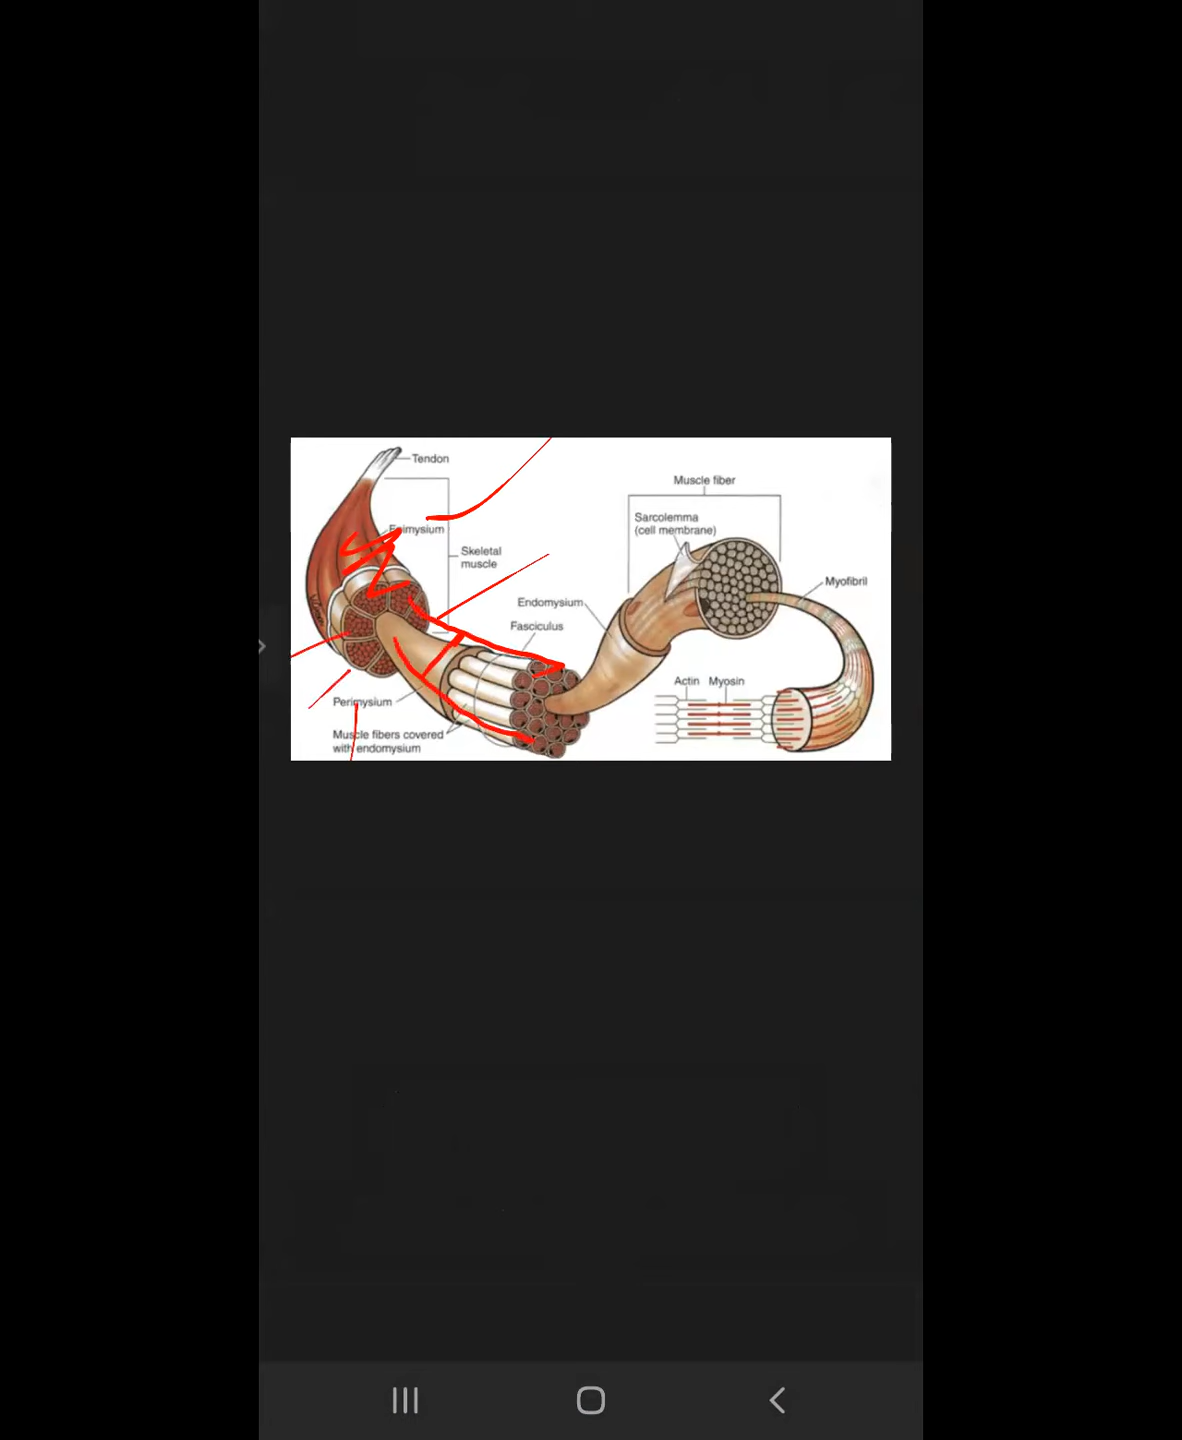 Tendon
Epimysium
Skeletal
muscle
Muscle fiber
Sarcolemma
(cell membrane)
Myofibril
Endomysium
Fasciculus
Perimysium
Muscle fibers covered
with endomysium
Actin Myosin